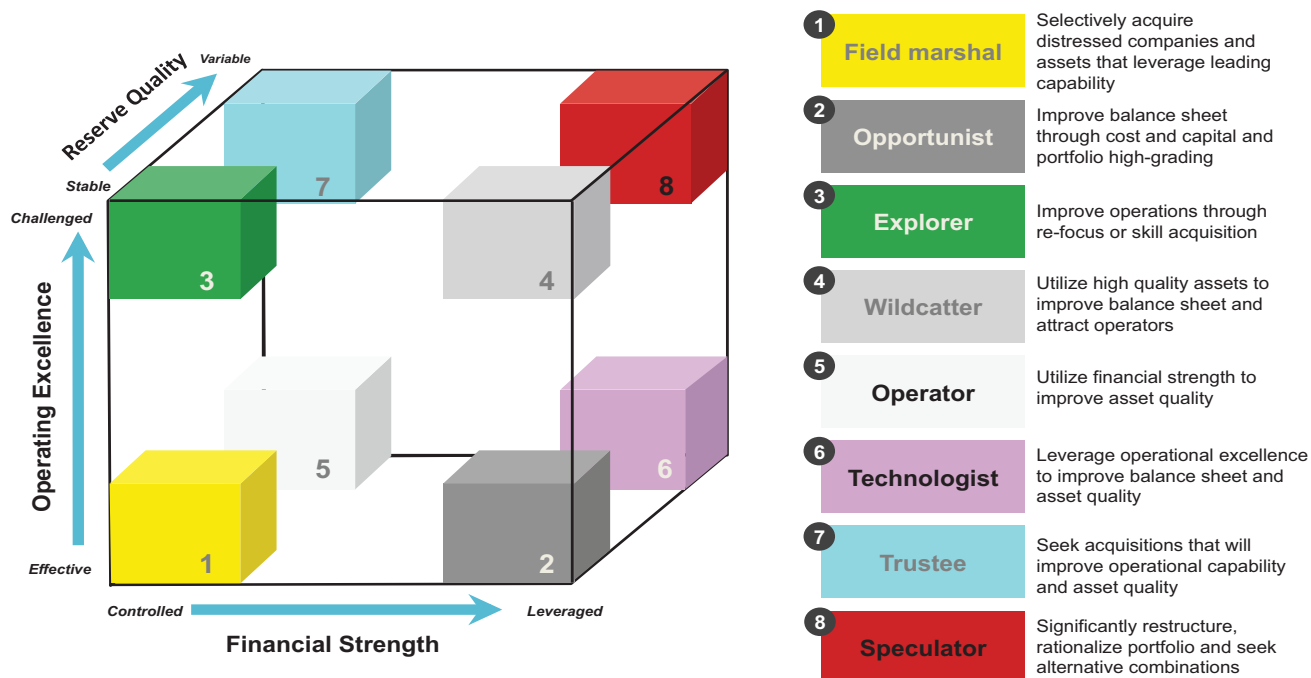 Reserve Quality
Variable
Stable
Challenged
Operating Excellence
Effective
Controlled
Leveraged
Financial Strength
7
8
3
4
5
6
1
2
1
Field marshal
Selectively acquire
distressed companies and
assets that leverage leading
capability
2
Opportunist
Improve balance sheet
through cost and capital and
portfolio high-grading
3
Explorer
Improve operations through
re-focus or skill acquisition
4
Wildcatter
Utilize high quality assets to
improve balance sheet and
attract operators
5
Operator
Utilize financial strength to
improve asset quality
6
Technologist
Leverage operational excellence
to improve balance sheet and
asset quality
7
Trustee
Seek acquisitions that will
improve operational capability
and asset quality
8
Speculator
Significantly restructure,
rationalize portfolio and seek
alternative combinations